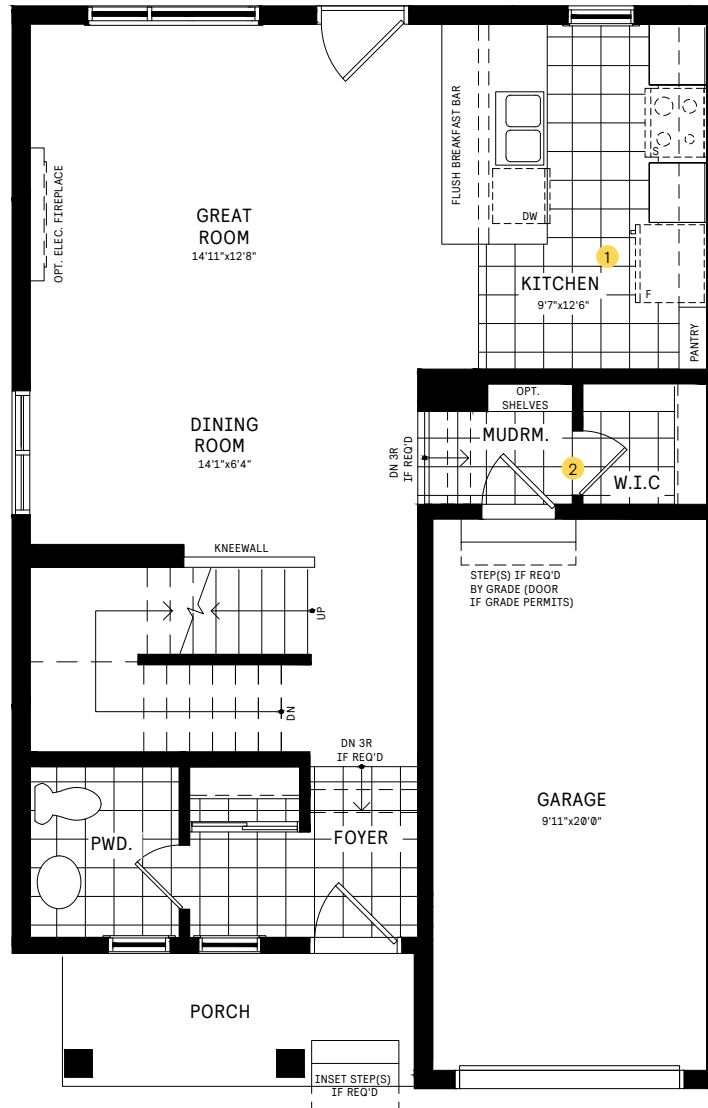 FLUSH BREAKFAST BAR
S
DW
OPT. ELEC. FIREPLACE
GREAT
ROOM
14'11"x12'8"
1
KITCHEN
9'7"x12'6"
F
PANTRY
OPT.
SHELVES
DINING
ROOM
14'1"x6'4"
MUDRM.
DN 3R
IF REQ'D
2
W.I.C
KNEEWALL
STEP(S) IF REQ'D
BY GRADE (DOOR
IF GRADE PERMITS)
UP
DN
DN 3R
IF REQ'D
GARAGE
9'11"x20'0"
PWD.
FOYER
PORCH
INSET STEP(S)
IF REQ'D